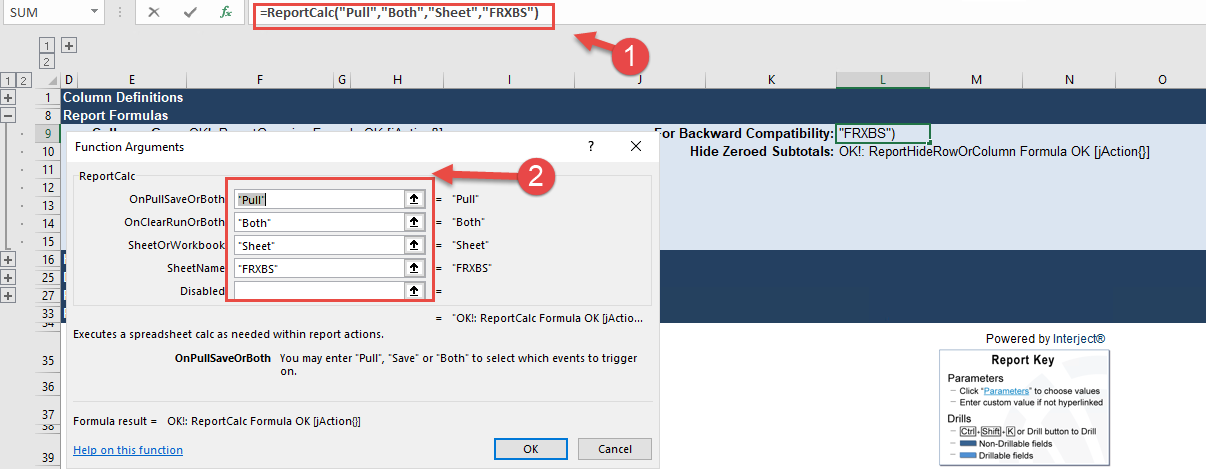 SUM
=ReportCalc("Pull","Both","Sheet","FRXBS")
1
1
2
1 2 D E F G H I J K L M N O
1 Column Definitions
8 Report Formulas
9 OK!: ReportOpening Formula OK [jAction{}] For Backward Compatibility: "FRXBS")
10 Hide Zeroed Subtotals: OK!: ReportHideRowOrColumn Formula OK [jAction{}]
11
12
13
14
15
16
25
27
33
34
35
36
37
38
39
Function Arguments ?
2
ReportCalc
OnPullSaveOrBoth "Pull" = "Pull"
OnClearRunOrBoth "Both" = "Both"
SheetOrWorkbook "Sheet" = "Sheet"
SheetName "FRXBS" = "FRXBS"
Disabled =
= "OK!: ReportCalc Formula OK [jActio...
Executes a spreadsheet calc as needed within report actions.
OnPullSaveOrBoth You may enter "Pull", "Save" or "Both" to select which events to trigger
on.
Formula result = OK!: ReportCalc Formula OK [jAction{}]
Help on this function OK Cancel
Powered by Interject®
Report Key
Parameters
– Click "Parameters" to choose values
– Enter custom value if not hyperlinked
Drills
– Ctrl+Shift+K or Drill button to Drill
– Non-Drillable fields
– Drillable fields